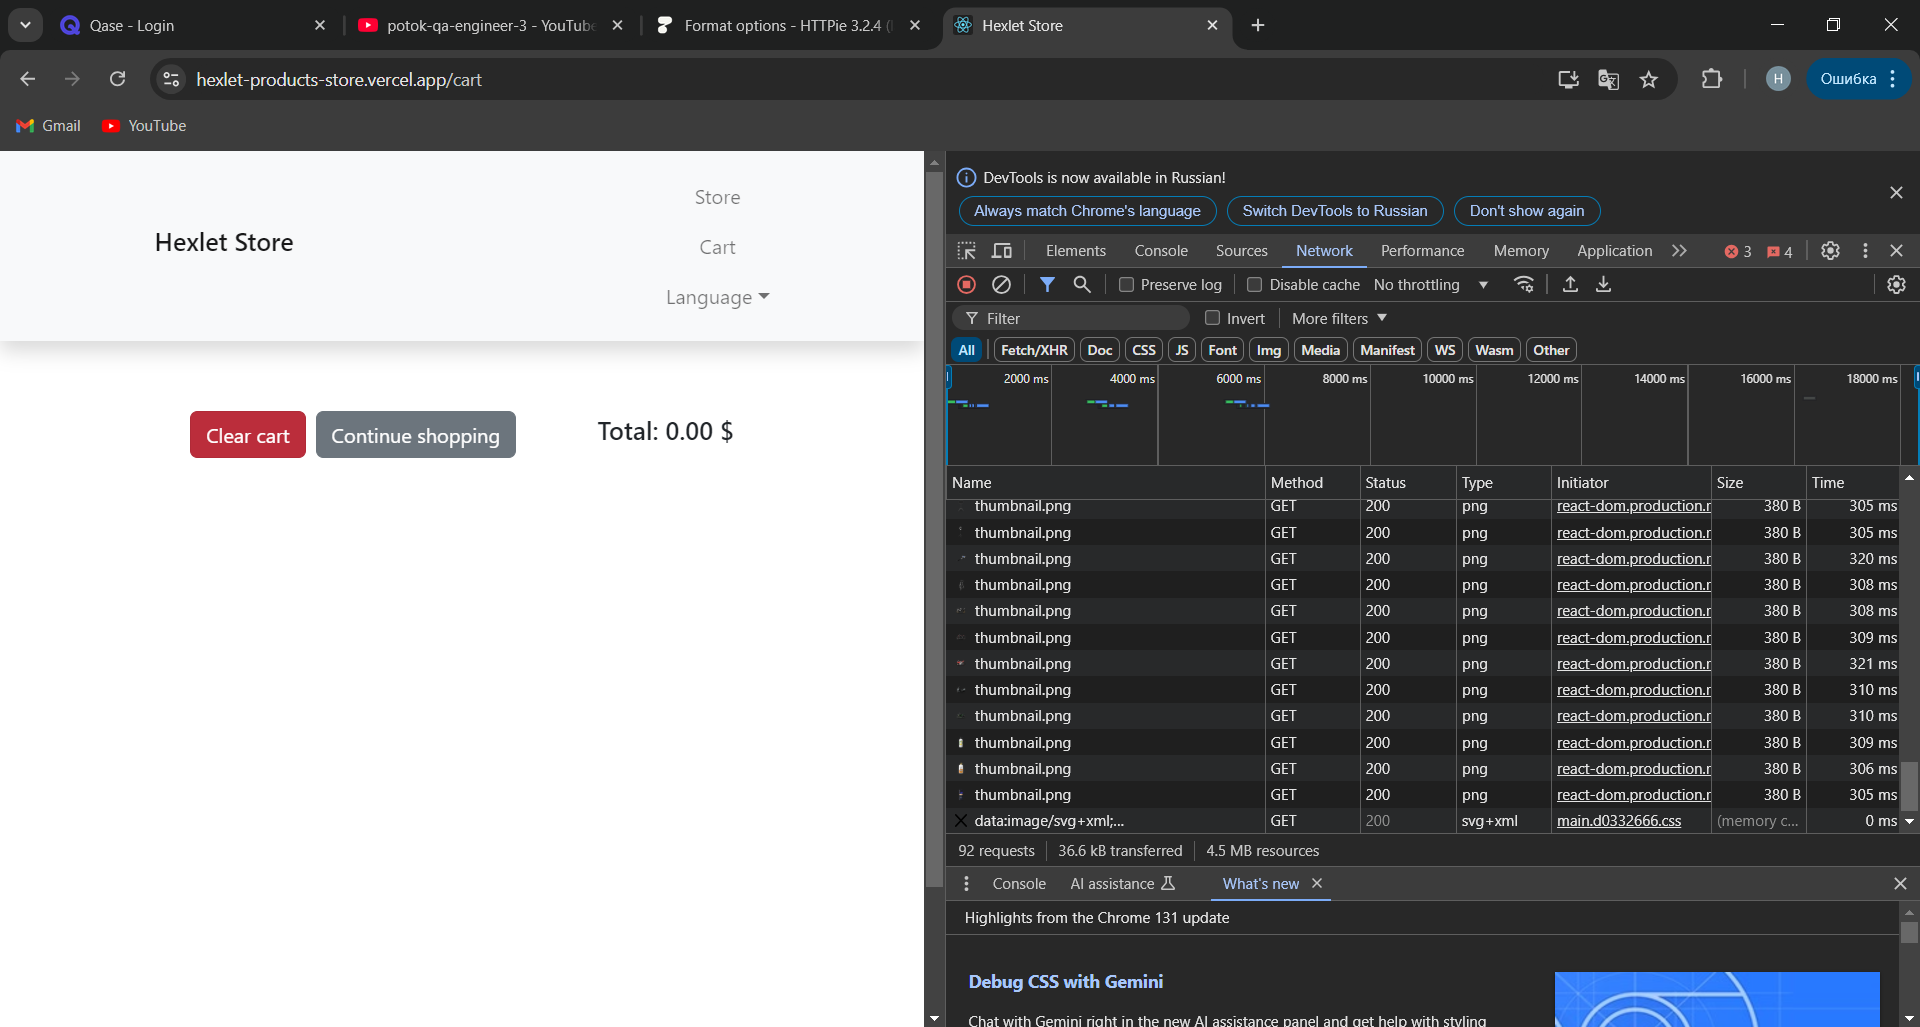 Qase - Login
potok-qa-engineer-3 - YouTube
Format options - HTTPie 3.2.4 (
Hexlet Store
hexlet-products-store.vercel.app/cart
H
Ошибка
Gmail
YouTube
Hexlet Store
Store
Cart
Language
Clear cart
Continue shopping
Total: 0.00 $
DevTools is now available in Russian!
Always match Chrome's language
Switch DevTools to Russian
Don't show again
Elements Console Sources Network Performance Memory Application 3 4
Preserve log Disable cache No throttling
Filter Invert More filters
All Fetch/XHR Doc CSS JS Font Img Media Manifest WS Wasm Other
2000 ms 4000 ms 6000 ms 8000 ms 10000 ms 12000 ms 14000 ms 16000 ms 18000 ms
Name Method Status Type Initiator Size Time
thumbnail.png GET 200 png react-dom.production.r 380 B 305 ms
thumbnail.png GET 200 png react-dom.production.r 380 B 305 ms
thumbnail.png GET 200 png react-dom.production.r 380 B 320 ms
thumbnail.png GET 200 png react-dom.production.r 380 B 308 ms
thumbnail.png GET 200 png react-dom.production.r 380 B 308 ms
thumbnail.png GET 200 png react-dom.production.r 380 B 309 ms
thumbnail.png GET 200 png react-dom.production.r 380 B 321 ms
thumbnail.png GET 200 png react-dom.production.r 380 B 310 ms
thumbnail.png GET 200 png react-dom.production.r 380 B 310 ms
thumbnail.png GET 200 png react-dom.production.r 380 B 309 ms
thumbnail.png GET 200 png react-dom.production.r 380 B 306 ms
thumbnail.png GET 200 png react-dom.production.r 380 B 305 ms
data:image/svg+xml;... GET 200 svg+xml main.d0332666.css (memory c... 0 ms
92 requests 36.6 kB transferred 4.5 MB resources
Console AI assistance What's new
Highlights from the Chrome 131 update
Debug CSS with Gemini
Chat with Gemini right in the new AI assistance panel and get help with styling